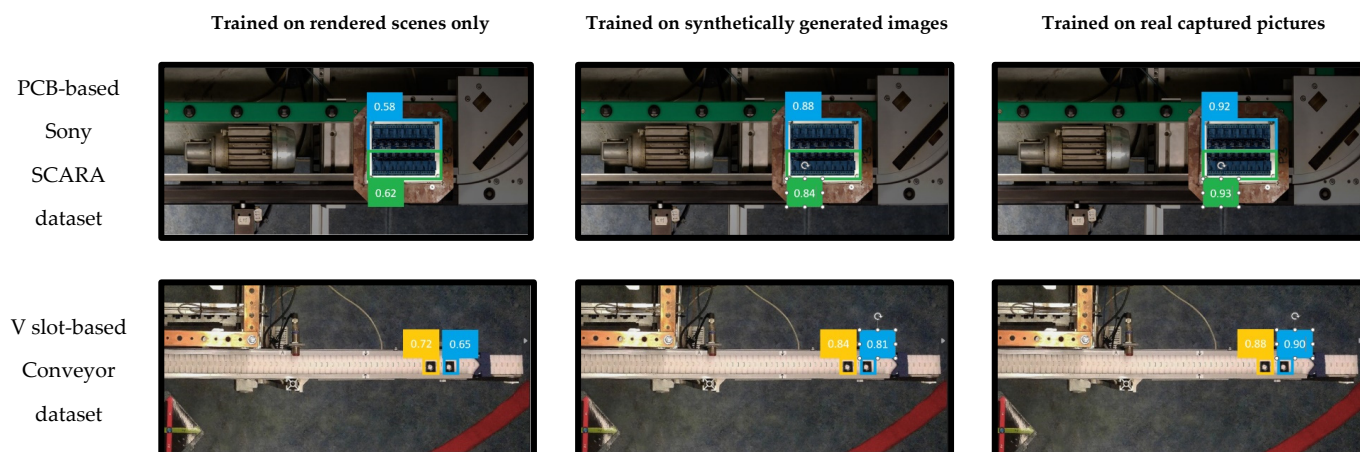 Trained on rendered scenes only
Trained on synthetically generated images
Trained on real captured pictures
PCB-based
Sony
SCARA
dataset
0.58
0.62
0.88
0.84
0.92
0.93
V slot-based
Conveyor
dataset
0.72
0.65
0.84
0.81
0.88
0.90